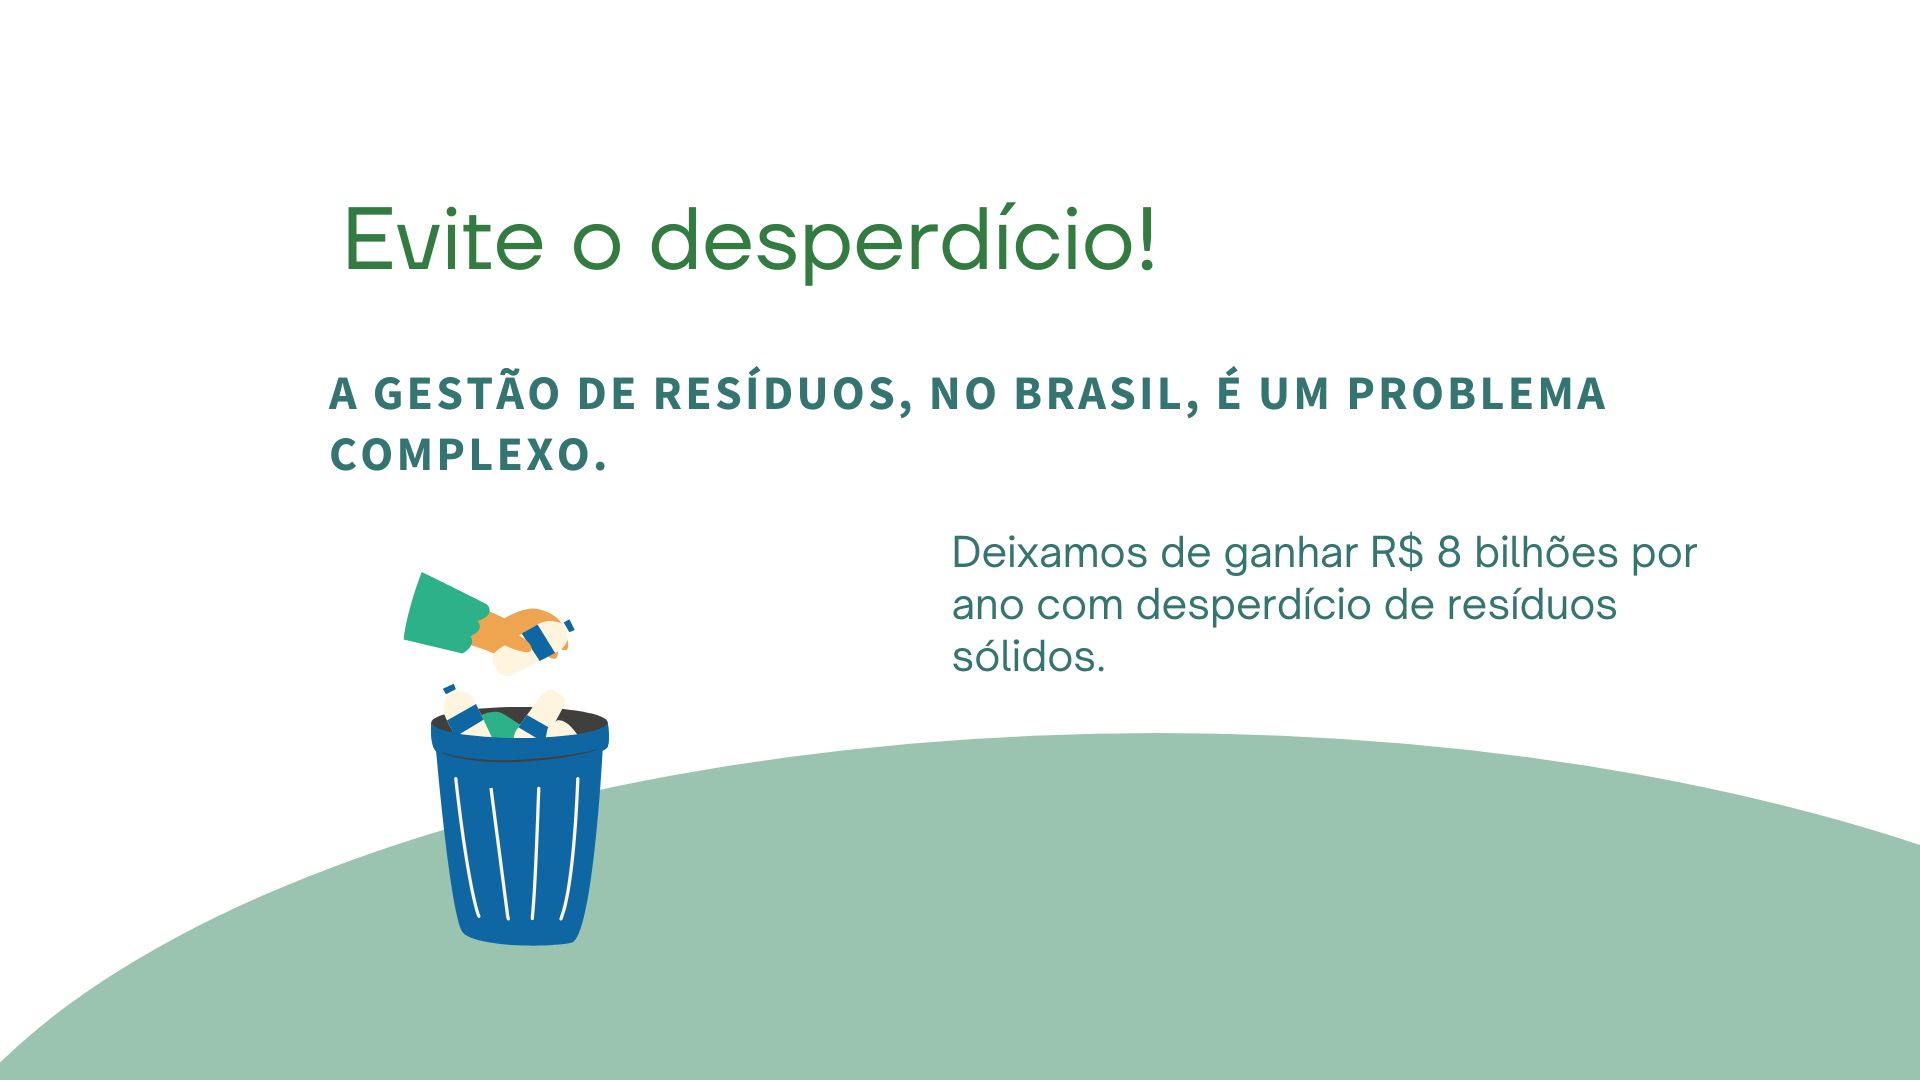 Evite o desperdício!
A GESTÃO DE RESÍDUOS, NO BRASIL, É UM PROBLEMA
COMPLEXO.
Deixamos de ganhar R$ 8 bilhões por
ano com desperdício de resíduos
sólidos.